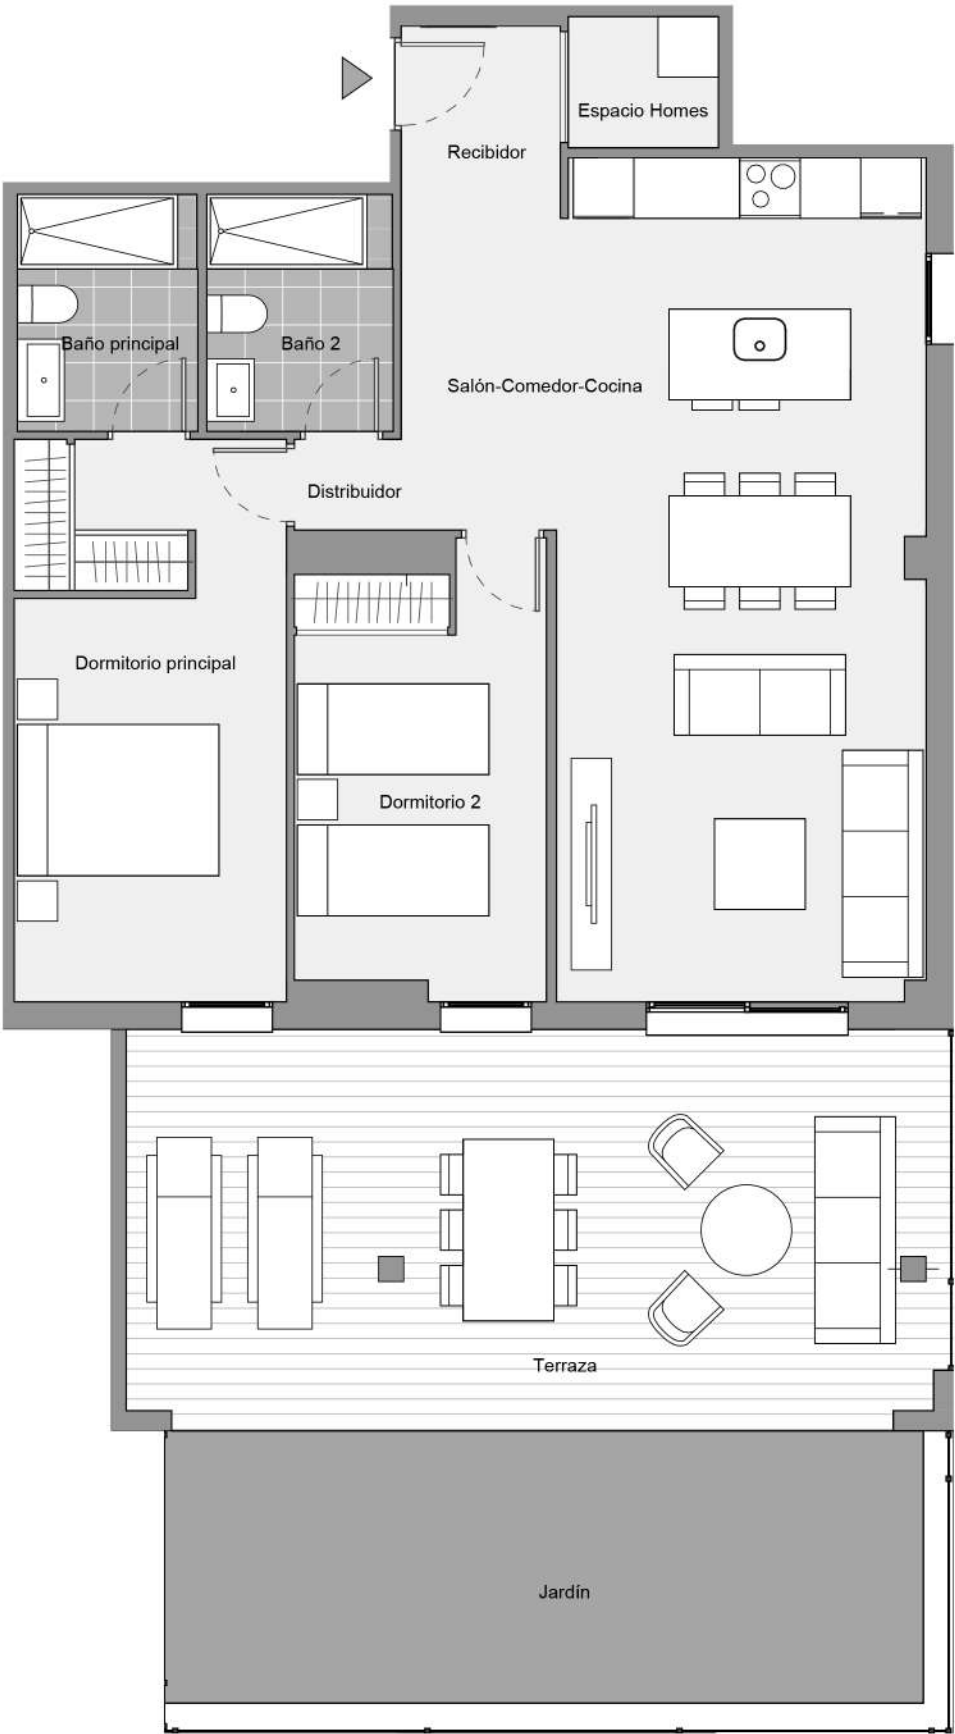 Espacio Homes
Recibidor
Baño principal
Baño 2
Salón-Comedor-Cocina
Distribuidor
Dormitorio principal
Dormitorio 2
Terraza
Jardín